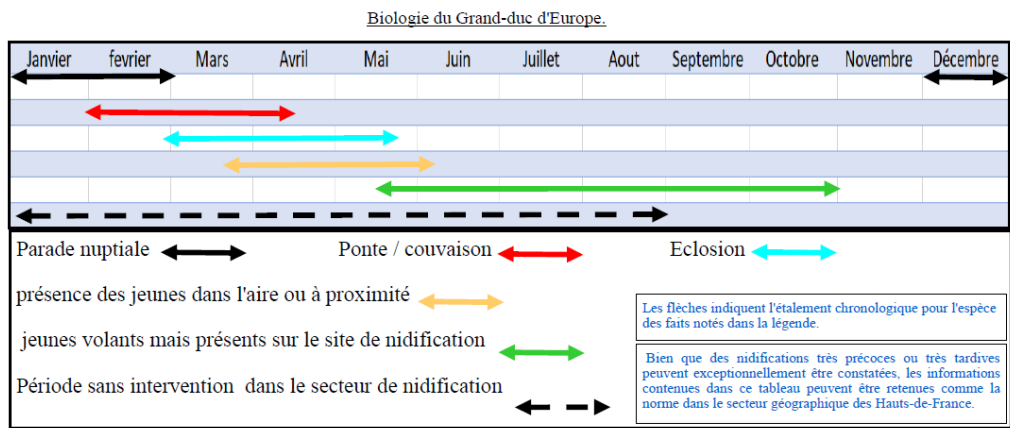 Biologie du Grand-duc d'Europe.
Janvier fevrier Mars Avril Mai Juin Juillet Aout Septembre Octobre Novembre Décembre
Parade nuptiale Ponte / couvaison Eclosion
présence des jeunes dans l'aire ou à proximité
jeunes volants mais présents sur le site de nidification
Période sans intervention dans le secteur de nidification
Les flèches indiquent l'étalement chronologique pour l'espèce
des faits notés dans la légende.
Bien que des nidifications très précoces ou très tardives
peuvent exceptionnellement être constatées, les informations
contenues dans ce tableau peuvent être retenues comme la
norme dans le secteur géographique des Hauts-de-France.